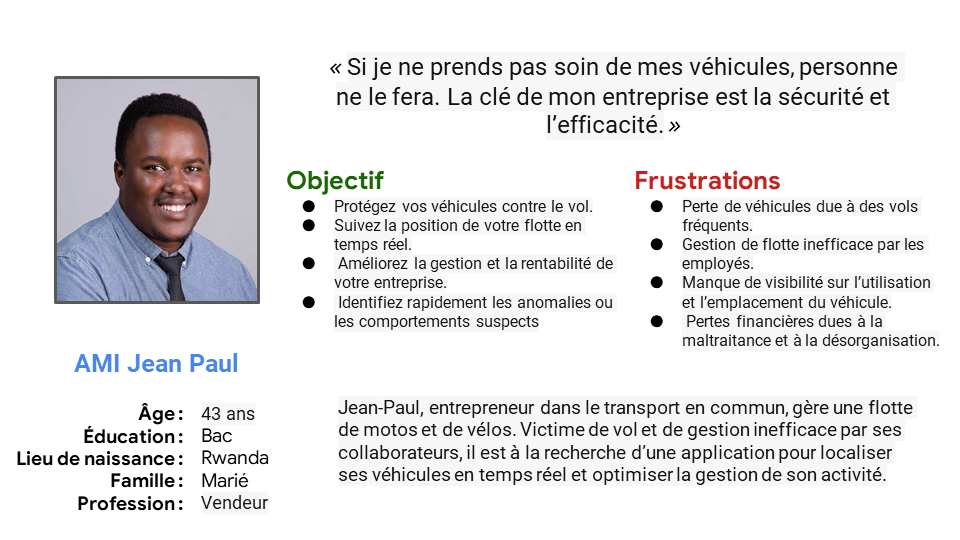 « Si je ne prends pas soin de mes véhicules, personne
ne le fera. La clé de mon entreprise est la sécurité et
l’efficacité. »
Objectif
● Protégez vos véhicules contre le vol.
● Suivez la position de votre flotte en
temps réel.
● Améliorez la gestion et la rentabilité de
votre entreprise.
● Identifiez rapidement les anomalies ou
les comportements suspects
Frustrations
● Perte de véhicules due à des vols
fréquents.
● Gestion de flotte inefficace par les
employés.
● Manque de visibilité sur l’utilisation
et l’emplacement du véhicule.
● Pertes financières dues à la
maltraitance et à la désorganisation.
AMI Jean Paul
Âge : 43 ans
Éducation : Bac
Lieu de naissance : Rwanda
Famille : Marié
Profession : Vendeur
Jean-Paul, entrepreneur dans le transport en commun, gère une flotte
de motos et de vélos. Victime de vol et de gestion inefficace par ses
collaborateurs, il est à la recherche d’une application pour localiser
ses véhicules en temps réel et optimiser la gestion de son activité.